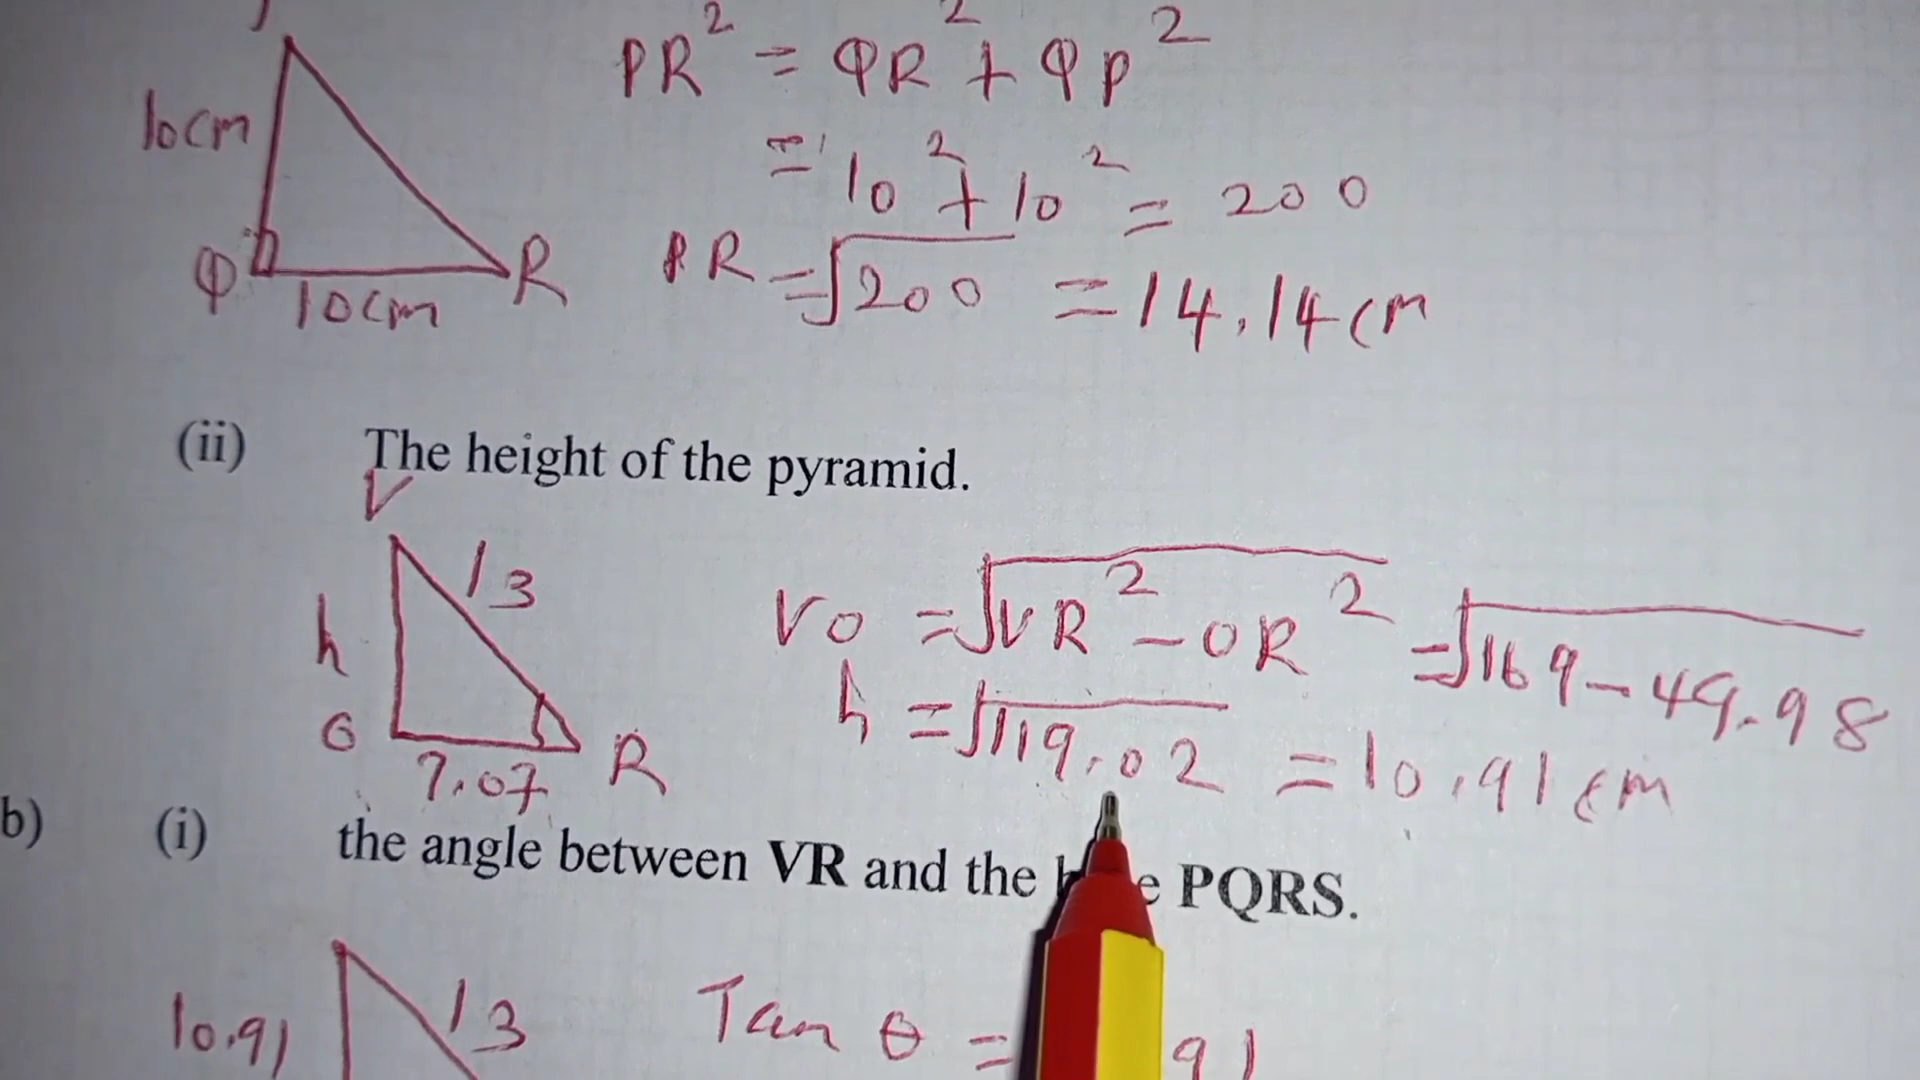 PR² = QR² + QP²
10cm
= 10² + 10² = 200
Q 10cm R
PR = √200 = 14.14cm
(ii) The height of the pyramid.
V
13
h
VO = √VR² - OR² = √169 - 49.98
O 7.07 R
h = √119.02 = 10.91cm
b) (i) the angle between VR and the PQRS.
10.91 13 Tan θ = 91